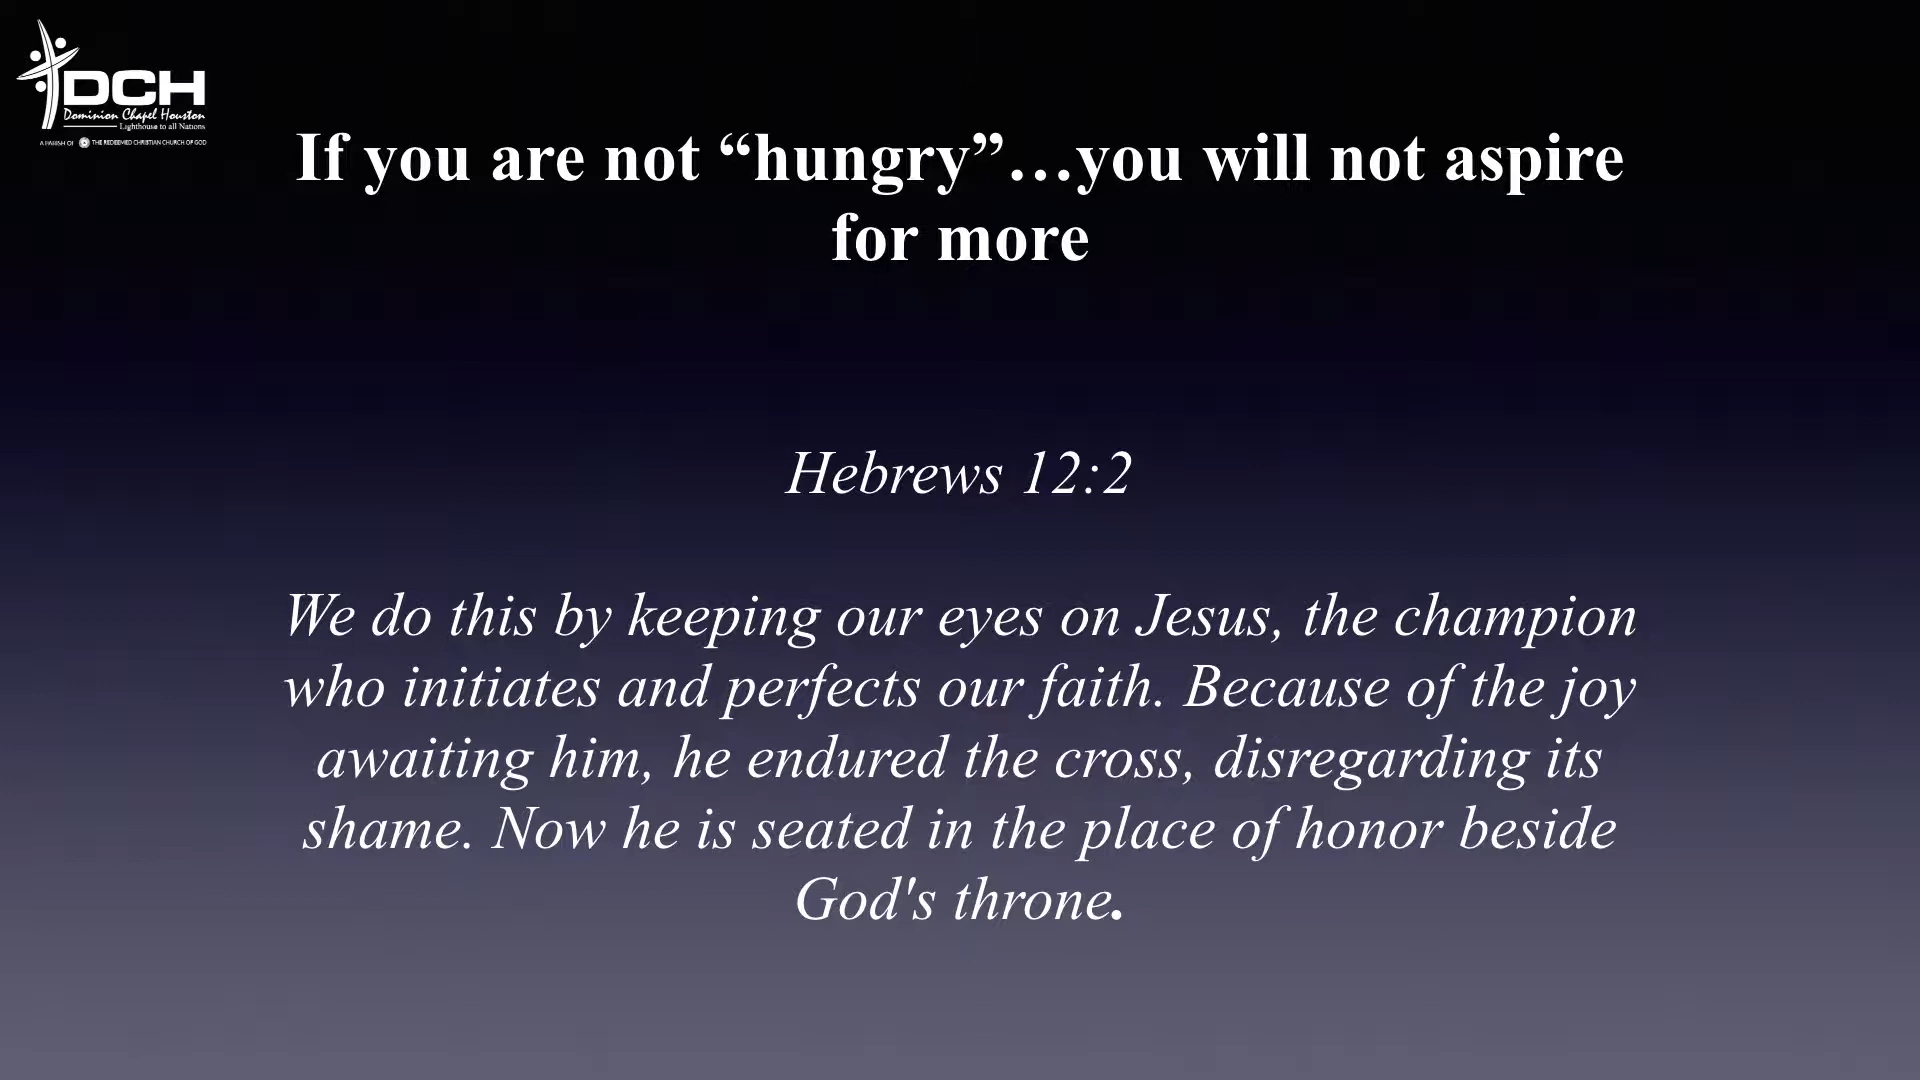 DCH
Dominion Chapel Houston
Lighthouse to all Nations
A PARISH OF THE REDEEMED CHRISTIAN CHURCH OF GOD
If you are not “hungry”…you will not aspire
for more
Hebrews 12:2
We do this by keeping our eyes on Jesus, the champion
who initiates and perfects our faith. Because of the joy
awaiting him, he endured the cross, disregarding its
shame. Now he is seated in the place of honor beside
God's throne.